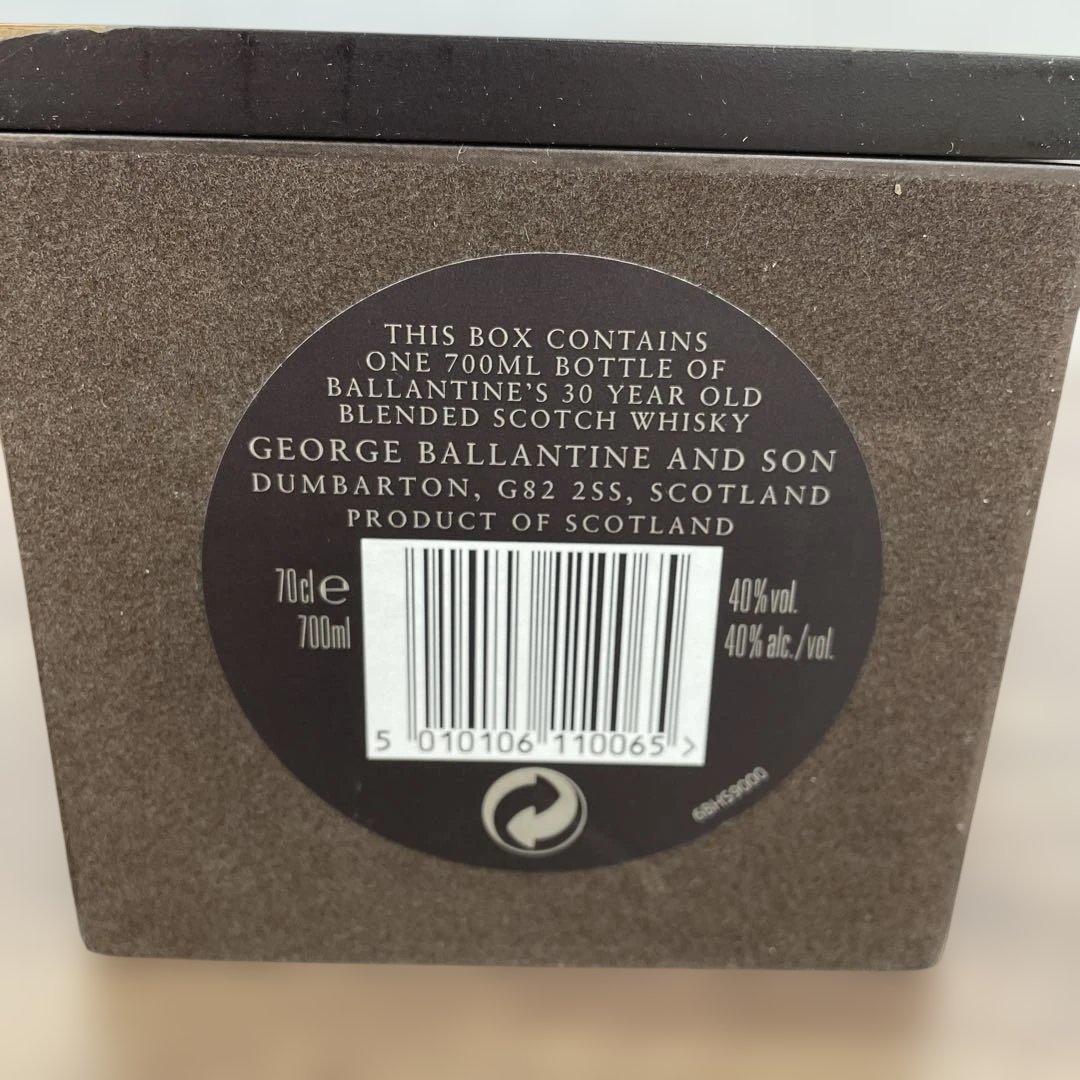 THIS BOX CONTAINS
ONE 700ML BOTTLE OF
BALLANTINE'S 30 YEAR OLD
BLENDED SCOTCH WHISKY
GEORGE BALLANTINE AND SON
DUMBARTON, G82 2SS, SCOTLAND
PRODUCT OF SCOTLAND
70cl e
700ml
40% vol.
40% alc./vol.
5 010106 110065 >
6BHS9000